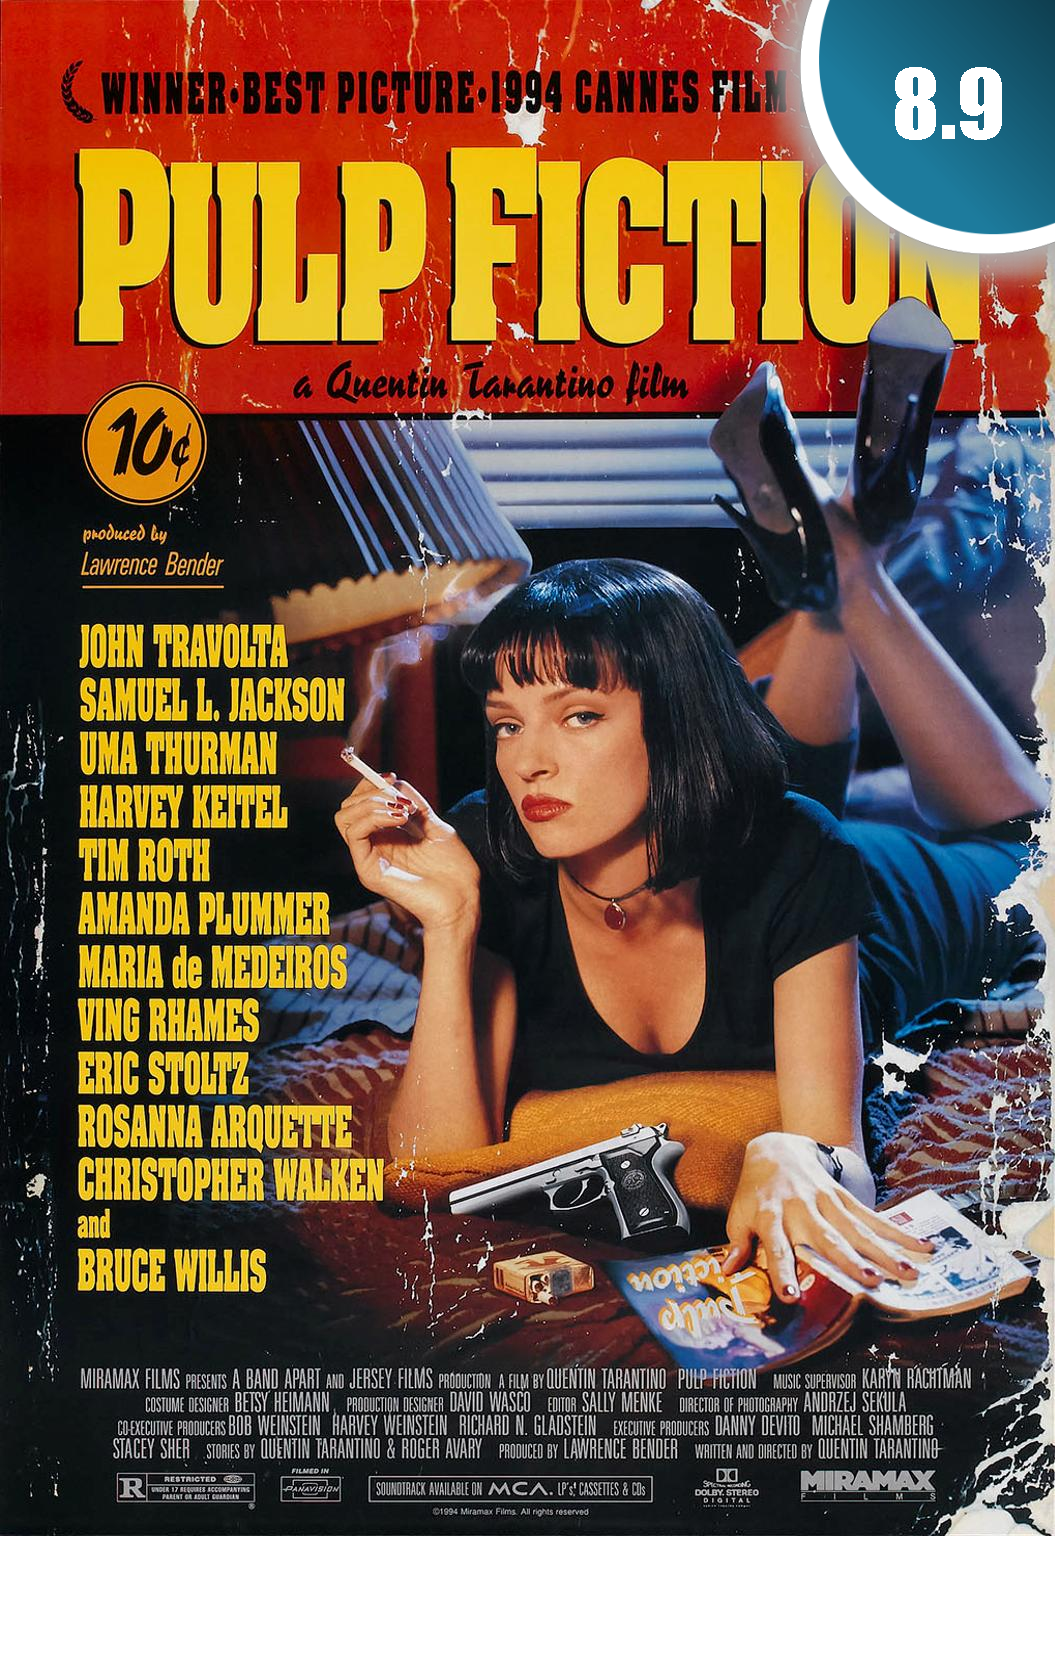 WINNER·BEST PICTURE·1994 CANNES FILM
8.9
PULP FICTION
a Quentin Tarantino film
10¢
produced by
Lawrence Bender
JOHN TRAVOLTA
SAMUEL L. JACKSON
UMA THURMAN
HARVEY KEITEL
TIM ROTH
AMANDA PLUMMER
MARIA de MEDEIROS
VING RHAMES
ERIC STOLTZ
ROSANNA ARQUETTE
CHRISTOPHER WALKEN
and
BRUCE WILLIS
Pulp
Fiction
MIRAMAX FILMS PRESENTS A BAND APART AND JERSEY FILMS PRODUCTION A FILM BY QUENTIN TARANTINO PULP FICTION MUSIC SUPERVISOR KARYN RACHTMAN
COSTUME DESIGNER BETSY HEIMANN PRODUCTION DESIGNER DAVID WASCO EDITOR SALLY MENKE DIRECTOR OF PHOTOGRAPHY ANDRZEJ SEKULA
CO-EXECUTIVE PRODUCERS BOB WEINSTEIN HARVEY WEINSTEIN RICHARD N. GLADSTEIN EXECUTIVE PRODUCERS DANNY DEVITO MICHAEL SHAMBERG
STACEY SHER STORIES BY QUENTIN TARANTINO & ROGER AVARY PRODUCED BY LAWRENCE BENDER WRITTEN AND DIRECTED BY QUENTIN TARANTINO
R RESTRICTED
UNDER 17 REQUIRES ACCOMPANYING
PARENT OR ADULT GUARDIAN
FILMED IN
PANAVISION
SOUNDTRACK AVAILABLE ON MCA. LP's, CASSETTES & CDs
DOLBY STEREO
DIGITAL
MIRAMAX
FILMS
©1994 Miramax Films. All rights reserved